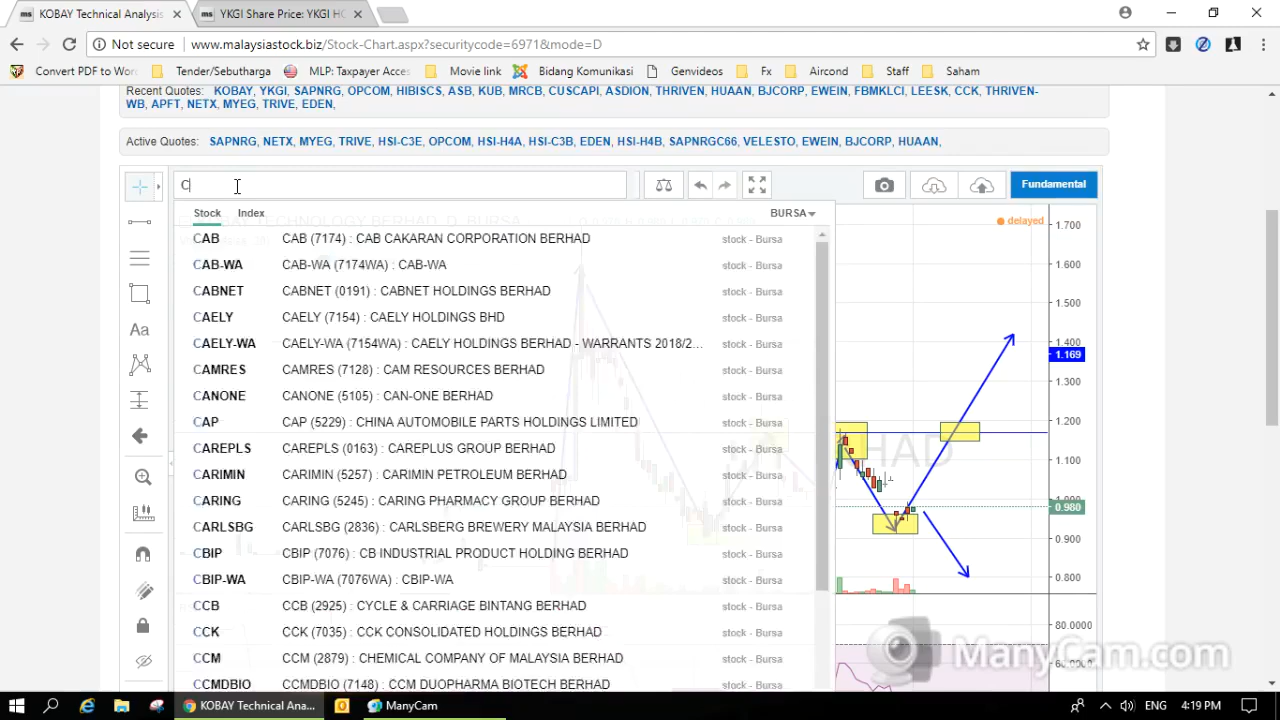 KOBAY Technical Analysis
YKGI Share Price: YKGI HO
Not secure
www.malaysiastock.biz/Stock-Chart.aspx?securitycode=6971&mode=D
Convert PDF to Word
Tender/Sebutharga
MLP: Taxpayer Acces
Movie link
Bidang Komunikasi
Genvideos
Fx
Aircond
Staff
Saham
Recent Quotes: KOBAY, YKGI, SAPNRG, OPCOM, HIBISCS, ASB, KUB, MRCB, CUSCAPI, ASDION, THRIVEN, HUAAN, BJCORP, EWEIN, FBMKLCI, LEESK, CCK, THRIVEN-
WB, APFT, NETX, MYEG, TRIVE, EDEN,
Active Quotes: SAPNRG, NETX, MYEG, TRIVE, HSI-C3E, OPCOM, HSI-H4A, HSI-C3B, EDEN, HSI-H4B, SAPNRGC66, VELESTO, EWEIN, BJCORP, HUAAN,
C
Fundamental
Stock Index BURSA
delayed
CAB CAB (7174) : CAB CAKARAN CORPORATION BERHAD stock - Bursa
CAB-WA CAB-WA (7174WA) : CAB-WA stock - Bursa
CABNET CABNET (0191) : CABNET HOLDINGS BERHAD stock - Bursa
CAELY CAELY (7154) : CAELY HOLDINGS BHD stock - Bursa
CAELY-WA CAELY-WA (7154WA) : CAELY HOLDINGS BERHAD - WARRANTS 2018/2... stock - Bursa
CAMRES CAMRES (7128) : CAM RESOURCES BERHAD stock - Bursa
CANONE CANONE (5105) : CAN-ONE BERHAD stock - Bursa
CAP CAP (5229) : CHINA AUTOMOBILE PARTS HOLDINGS LIMITED stock - Bursa
CAREPLS CAREPLS (0163) : CAREPLUS GROUP BERHAD stock - Bursa
CARIMIN CARIMIN (5257) : CARIMIN PETROLEUM BERHAD stock - Bursa
CARING CARING (5245) : CARING PHARMACY GROUP BERHAD stock - Bursa
CARLSBG CARLSBG (2836) : CARLSBERG BREWERY MALAYSIA BERHAD stock - Bursa
CBIP CBIP (7076) : CB INDUSTRIAL PRODUCT HOLDING BERHAD stock - Bursa
CBIP-WA CBIP-WA (7076WA) : CBIP-WA stock - Bursa
CCB CCB (2925) : CYCLE & CARRIAGE BINTANG BERHAD stock - Bursa
CCK CCK (7035) : CCK CONSOLIDATED HOLDINGS BERHAD stock - Bursa
CCM CCM (2879) : CHEMICAL COMPANY OF MALAYSIA BERHAD stock - Bursa
CCMDBIO CCMDBIO (7148) : CCM DUOPHARMA BIOTECH BERHAD stock - Bursa
Aa
1.700
1.600
1.500
1.400
1.169
1.300
1.200
1.100
1.000
0.980
0.900
0.800
80.0000
60.0000
ManyCam.com
KOBAY Technical Ana...
ManyCam
ENG
4:19 PM